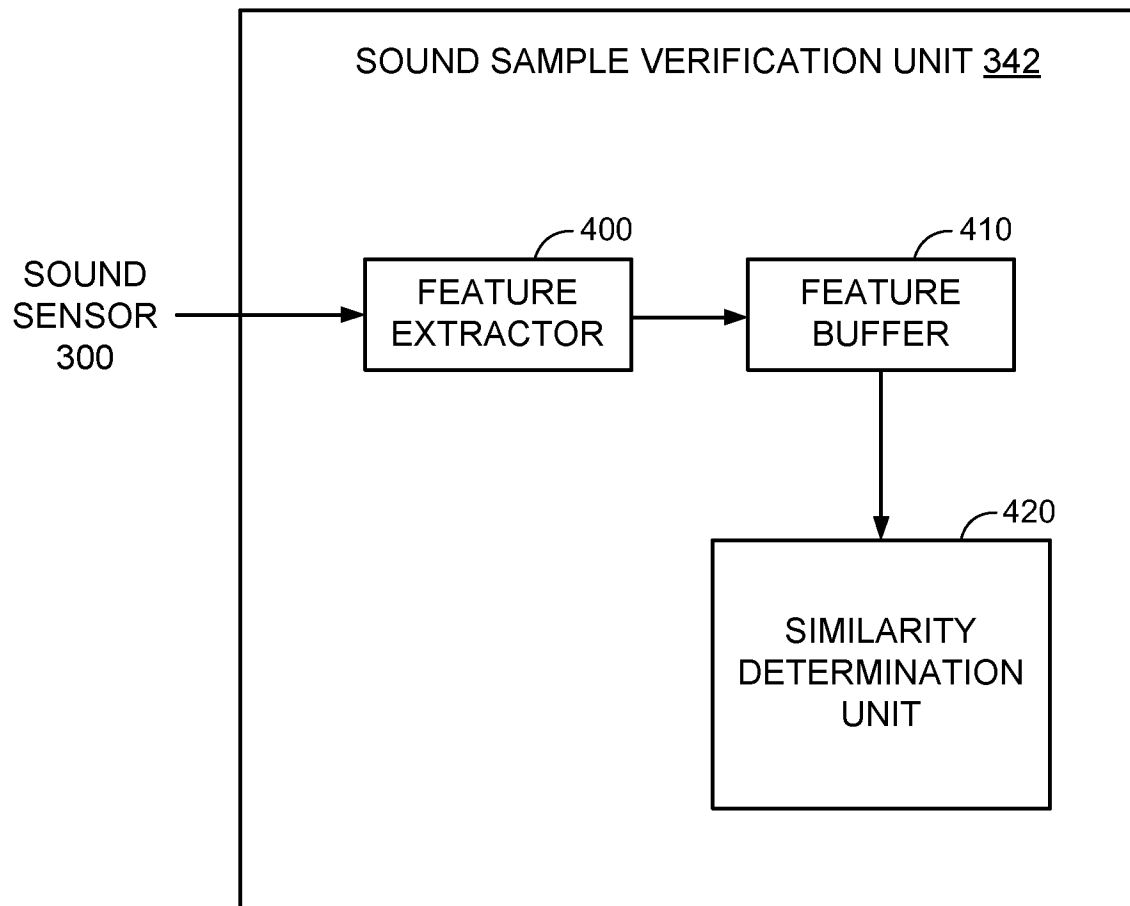 SOUND SAMPLE VERIFICATION UNIT 342
400
410
SOUND
SENSOR
300
FEATURE
EXTRACTOR
FEATURE
BUFFER
420
SIMILARITY
DETERMINATION
UNIT